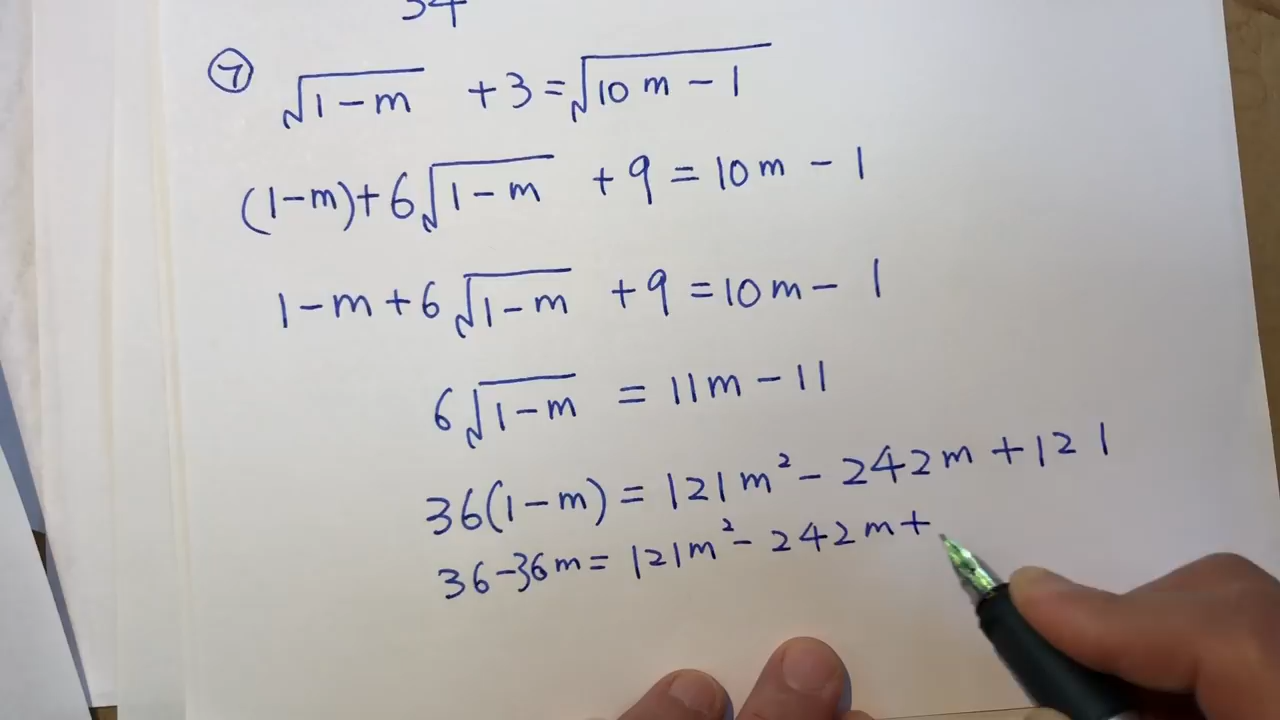 34
⑦ √(1-m) +3=√(10m-1)
(1-m)+6√(1-m) +9=10m-1
1-m+6√(1-m) +9=10m-1
6√(1-m) =11m-11
36(1-m)=121m²-242m+121
36-36m=121m²-242m+